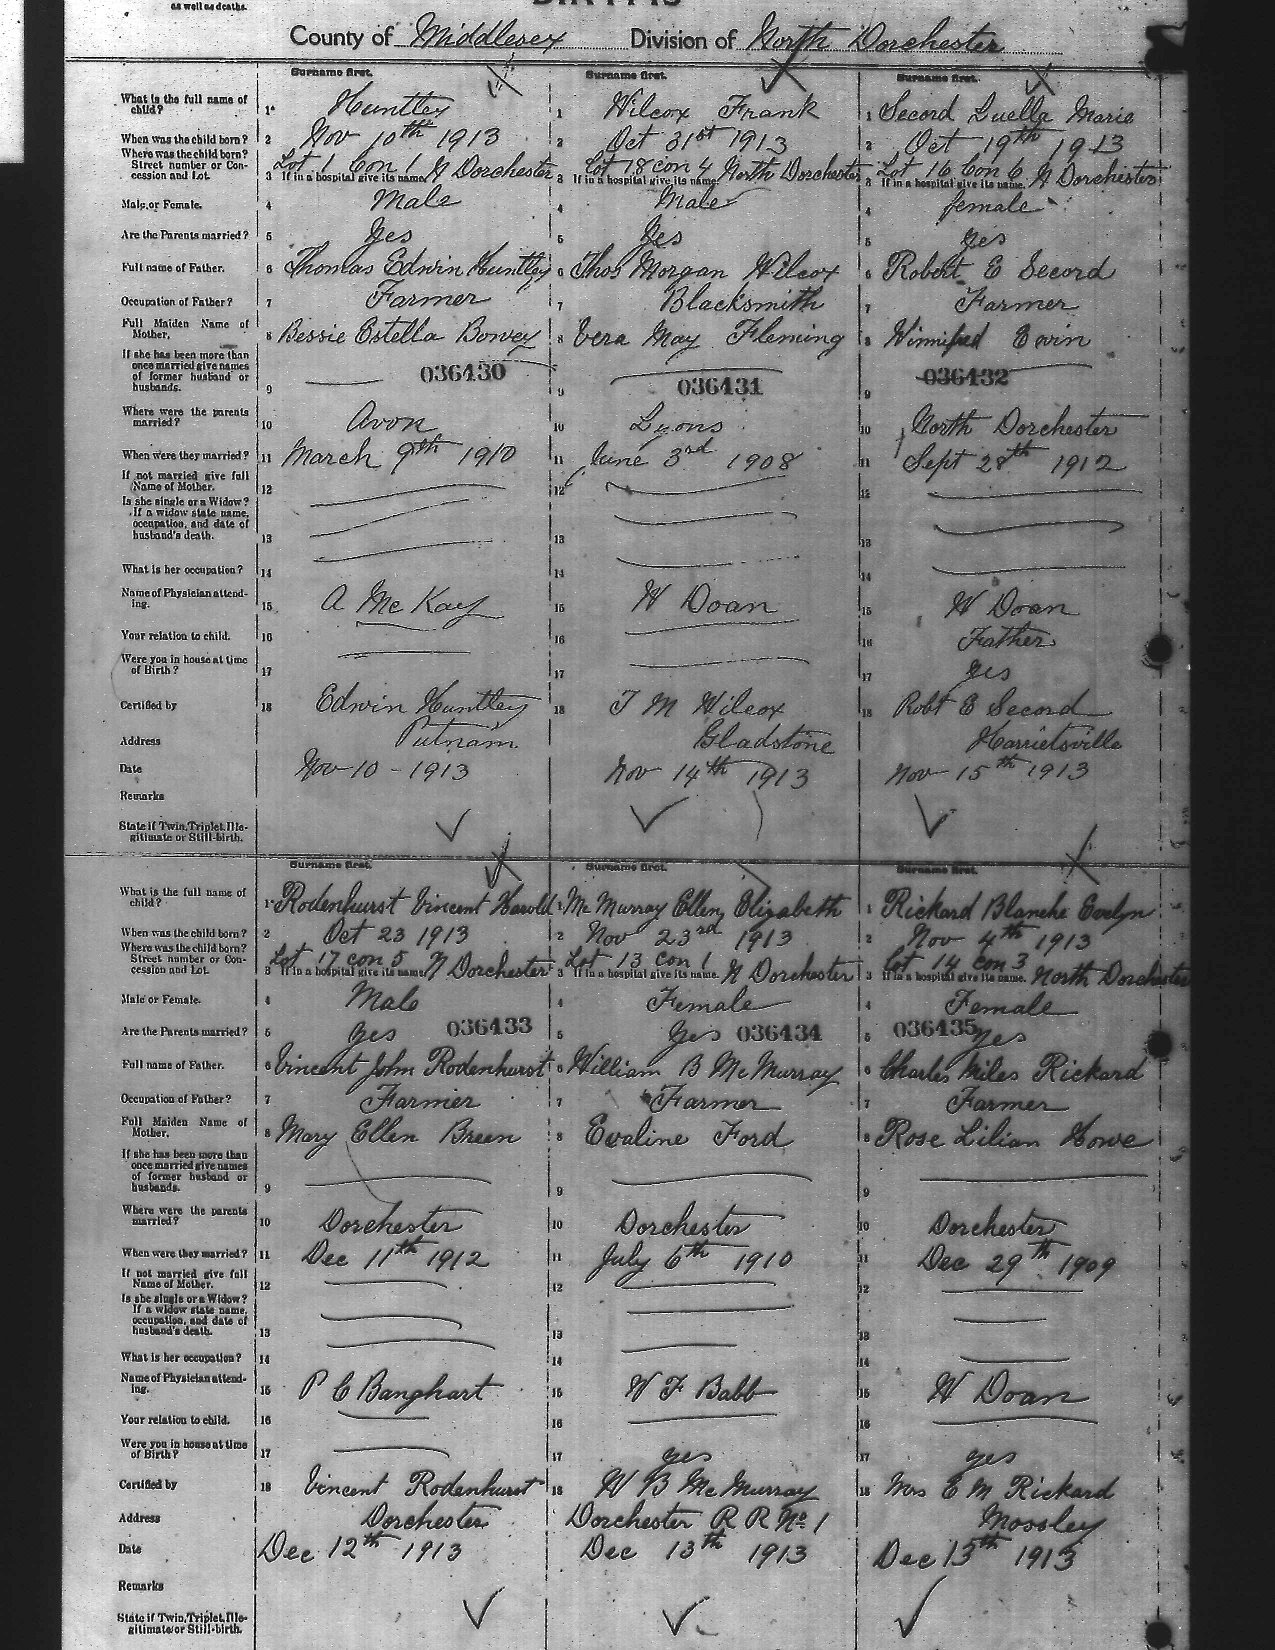 as well as deaths.
BIRTHS
County of Middlesex Division of North Dorchester
Surname first. Surname first. Surname first.
What is the full name of child? 1 Huntley 1 Wilcox Frank 1 Secord Luella Marie
When was the child born? 2 Nov 10th 1913 2 Oct 31st 1913 2 Oct 19th 1913
Where was the child born? Street number or Con-
cession and Lot. 3 Lot 1 Con 1 N Dorchester 3 Lot 18 con 4 North Dorchester 3 Lot 16 Con 6 N Dorchester
If in a hospital give its name. If in a hospital give its name. If in a hospital give its name.
Male or Female. 4 Male 4 Male 4 female
Are the Parents married? 5 Yes 5 Yes 5 yes
Full name of Father. 6 Thomas Edwin Huntley 6 Thos Morgan Wilcox 6 Robert E Secord
Occupation of Father? 7 Farmer 7 Blacksmith 7 Farmer
Full Maiden Name of Mother. 8 Bessie Estella Bowey 8 Vera May Fleming 8 Winnifred Erwin
If she has been more than
once married give names
of former husband or
husbands. 9 036430 9 036431 9 036432
Where were the parents married? 10 Avon 10 Lyons 10 North Dorchester
When were they married? 11 March 9th 1910 11 June 3rd 1908 11 Sept 28th 1912
If not married give full
Name of Mother. 12 12 12
Is she single or a Widow?
If a widow state name,
occupation, and date of
husband's death. 13 13 13
What is her occupation? 14 14 14
Name of Physician attend-
ing. 15 A McKay 15 W Doan 15 W Doan
Your relation to child. 16 16 16 Father
Were you in house at time
of Birth? 17 17 17 yes
Certified by 18 Edwin Huntley 18 T M Wilcox 18 Robt E Secord
Address Putnam Gladstone Harrietsville
Date Nov 10 - 1913 Nov 14th 1913 Nov 15th 1913
Remarks
State if Twin, Triplet, Ille-
gitimate or Still-birth.
Surname first. Surname first. Surname first.
What is the full name of
child? 1 Rodenhurst Vincent Harold 1 McMurray Ellen Elizabeth 1 Rickard Blanche Evelyn
When was the child born? 2 Oct 23 1913 2 Nov 23rd 1913 2 Nov 4th 1913
Where was the child born?
Street number or Con-
cession and Lot. 3 Lot 17 con 5 N Dorchester 3 Lot 13 con 1 N Dorchester 3 Lot 14 con 3 North Dorchester
If in a hospital give its name. If in a hospital give its name. If in a hospital give its name.
Male or Female. 4 Male 4 Female 4 Female
Are the Parents married? 5 yes 036433 5 Yes 036434 5 036435 yes
Full name of Father. 6 Vincent John Rodenhurst 6 William B McMurray 6 Charles Miles Rickard
Occupation of Father? 7 Farmer 7 Farmer 7 Farmer
Full Maiden Name of
Mother. 8 Mary Ellen Breen 8 Evaline Ford 8 Rose Lilian Howe
If she has been more than
once married give names
of former husband or
husbands. 9 9 9
Where were the parents
married? 10 Dorchester 10 Dorchester 10 Dorchester
When were they married? 11 Dec 11th 1912 11 July 6th 1910 11 Dec 29th 1909
If not married give full
Name of Mother. 12 12 12
Is she single or a Widow?
If a widow state name,
occupation, and date of
husband's death. 13 13 13
What is her occupation? 14 14 14
Name of Physician attend-
ing. 15 P C Banghart 15 W F Babb 15 W Doan
Your relation to child. 16 16 16
Were you in house at time
of Birth? 17 17 yes 17 yes
Certified by 18 Vincent Rodenhurst 18 W B McMurray 18 Mrs C M Rickard
Address Dorchester Dorchester R R No 1 Mossley
Date Dec 12th 1913 Dec 13th 1913 Dec 15th 1913
Remarks
State if Twin, Triplet, Ille-
gitimate or Still-birth.